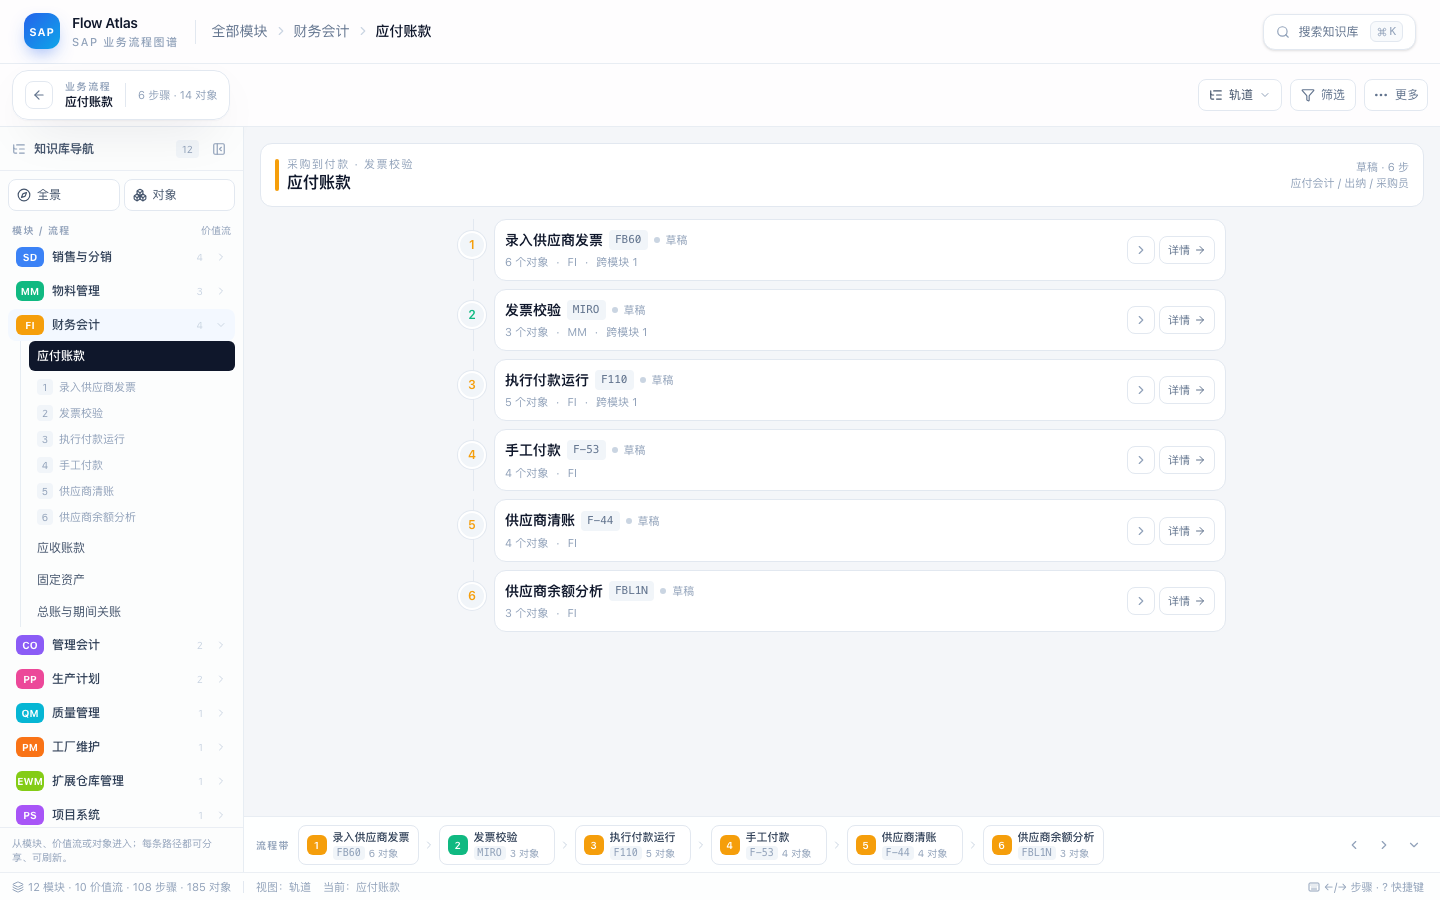 SAP
Flow Atlas
SAP 业务流程图谱
全部模块 > 财务会计 > 应付账款
搜索知识库 ⌘K
业务流程
应付账款
6 步骤 · 14 对象
轨道
筛选
更多
知识库导航 12
全景
对象
模块 / 流程 价值流
SD 销售与分销 4
MM 物料管理 3
FI 财务会计 4
应付账款
1 录入供应商发票
2 发票校验
3 执行付款运行
4 手工付款
5 供应商清账
6 供应商余额分析
应收账款
固定资产
总账与期间关账
CO 管理会计 2
PP 生产计划 2
QM 质量管理 1
PM 工厂维护 1
EWM 扩展仓库管理 1
PS 项目系统 1
从模块、价值流或对象进入；每条路径都可分
享、可刷新。
采购到付款 · 发票校验
应付账款
草稿 · 6 步
应付会计 / 出纳 / 采购员
1 录入供应商发票 FB60 草稿
6 个对象 · FI · 跨模块 1
详情 →
2 发票校验 MIRO 草稿
3 个对象 · MM · 跨模块 1
详情 →
3 执行付款运行 F110 草稿
5 个对象 · FI · 跨模块 1
详情 →
4 手工付款 F-53 草稿
4 个对象 · FI
详情 →
5 供应商清账 F-44 草稿
4 个对象 · FI
详情 →
6 供应商余额分析 FBL1N 草稿
3 个对象 · FI
详情 →
流程带
1 录入供应商发票
FB60 6 对象
2 发票校验
MIRO 3 对象
3 执行付款运行
F110 5 对象
4 手工付款
F-53 4 对象
5 供应商清账
F-44 4 对象
6 供应商余额分析
FBL1N 3 对象
12 模块 · 10 价值流 · 108 步骤 · 185 对象
视图：轨道 当前：应付账款
←/→ 步骤 · ? 快捷键